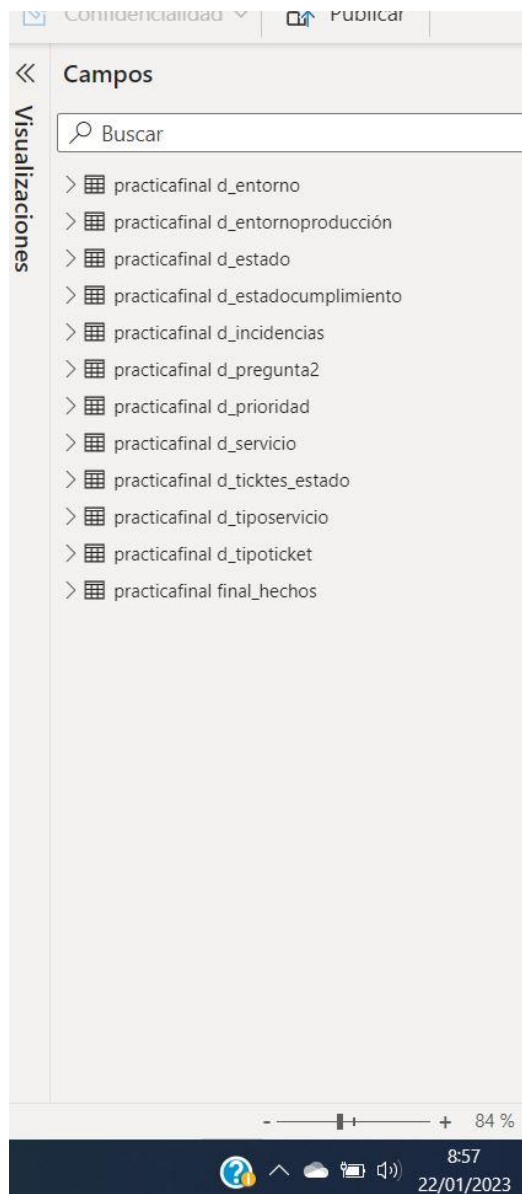 Confidencialidad
Publicar
Campos
Visualizaciones
Buscar
practicafinal d_entorno
practicafinal d_entornoproducción
practicafinal d_estado
practicafinal d_estadocumplimiento
practicafinal d_incidencias
practicafinal d_pregunta2
practicafinal d_prioridad
practicafinal d_servicio
practicafinal d_ticktes_estado
practicafinal d_tiposervicio
practicafinal d_tipoticket
practicafinal final_hechos
- + 84 %
8:57
22/01/2023